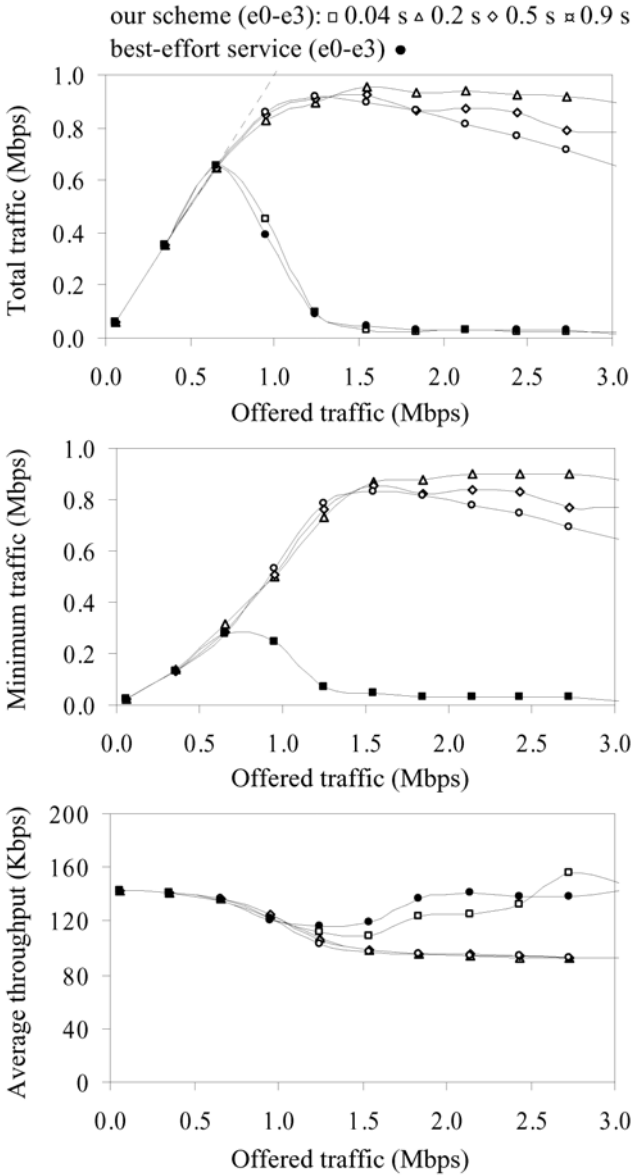 our scheme (e0-e3): □ 0.04 s △ 0.2 s ◇ 0.5 s ¤ 0.9 s
best-effort service (e0-e3) ●
Total traffic (Mbps)
1.0
0.8
0.6
0.4
0.2
0.0
0.0 0.5 1.0 1.5 2.0 2.5 3.0
Offered traffic (Mbps)
Minimum traffic (Mbps)
1.0
0.8
0.6
0.4
0.2
0.0
0.0 0.5 1.0 1.5 2.0 2.5 3.0
Offered traffic (Mbps)
Average throughput (Kbps)
200
160
120
80
40
0
0.0 0.5 1.0 1.5 2.0 2.5 3.0
Offered traffic (Mbps)